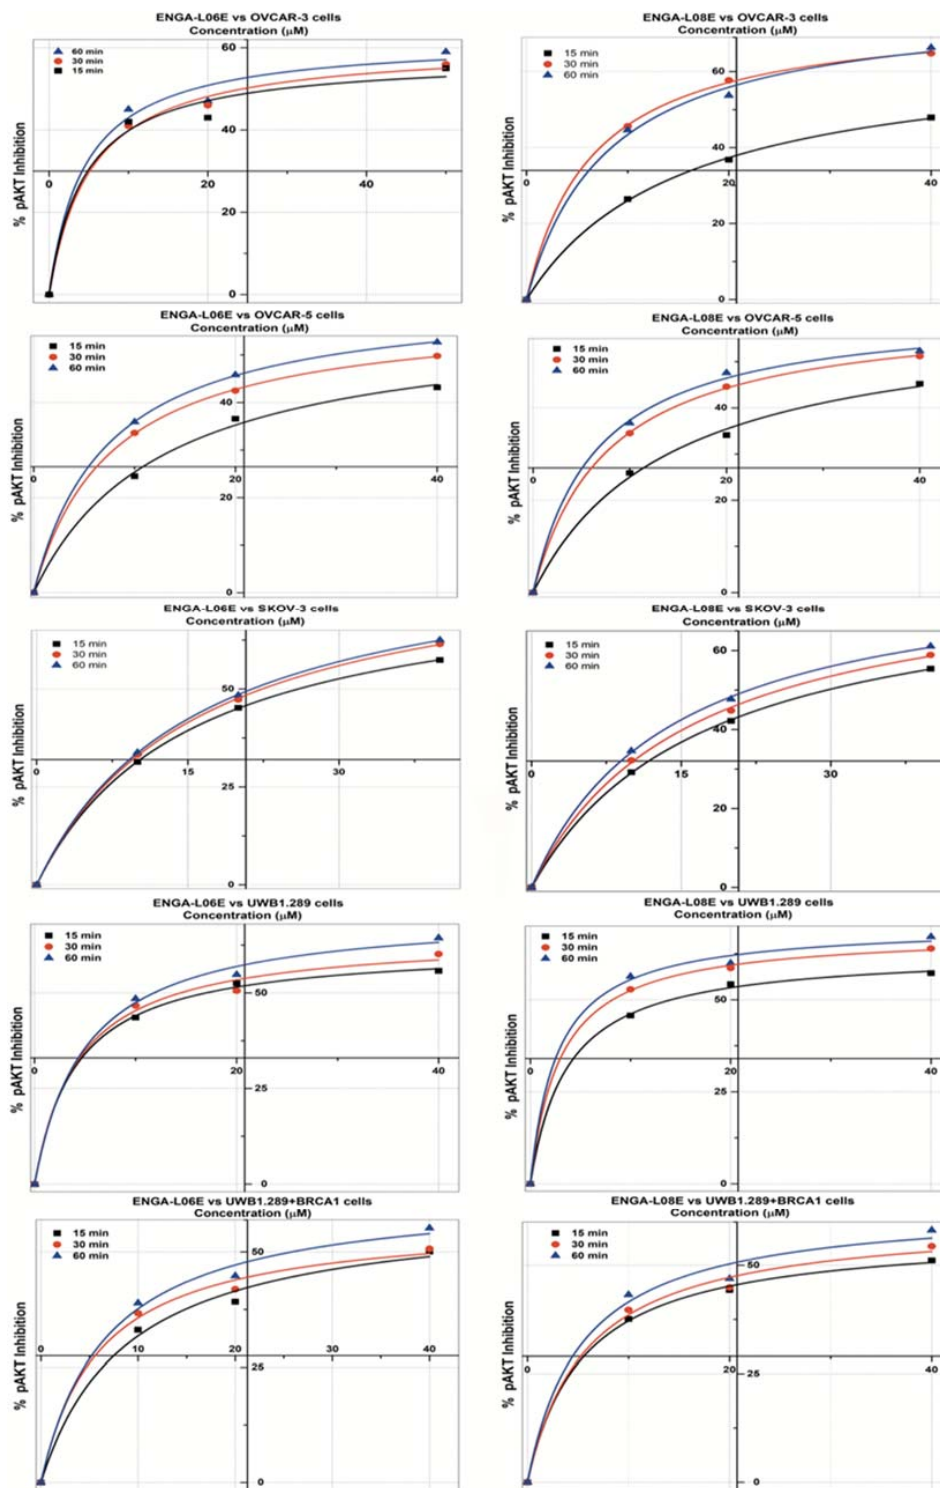 ENGA-L06E vs OVCAR-3 cells
Concentration (μM)
60 min
30 min
15 min
% pAKT Inhibition
60
40
20
0
0
20
40
ENGA-L08E vs OVCAR-3 cells
Concentration (μM)
15 min
30 min
60 min
% pAKT Inhibition
60
40
20
0
0
20
40
ENGA-L06E vs OVCAR-5 cells
Concentration (μM)
15 min
30 min
60 min
% pAKT Inhibition
40
20
0
0
20
40
ENGA-L08E vs OVCAR-5 cells
Concentration (μM)
15 min
30 min
60 min
% pAKT Inhibition
40
20
0
0
20
40
ENGA-L06E vs SKOV-3 cells
Concentration (μM)
15 min
30 min
60 min
% pAKT Inhibition
50
25
0
0
15
30
ENGA-L08E vs SKOV-3 cells
Concentration (μM)
15 min
30 min
60 min
% pAKT Inhibition
60
40
20
0
0
15
30
ENGA-L06E vs UWB1.289 cells
Concentration (μM)
15 min
30 min
60 min
% pAKT Inhibition
50
25
0
0
20
40
ENGA-L08E vs UWB1.289 cells
Concentration (μM)
15 min
30 min
60 min
% pAKT Inhibition
50
25
0
0
20
40
ENGA-L06E vs UWB1.289+BRCA1 cells
Concentration (μM)
15 min
30 min
60 min
% pAKT Inhibition
50
25
0
0
10
20
30
40
ENGA-L08E vs UWB1.289+BRCA1 cells
Concentration (μM)
15 min
30 min
60 min
% pAKT Inhibition
50
25
0
0
20
40